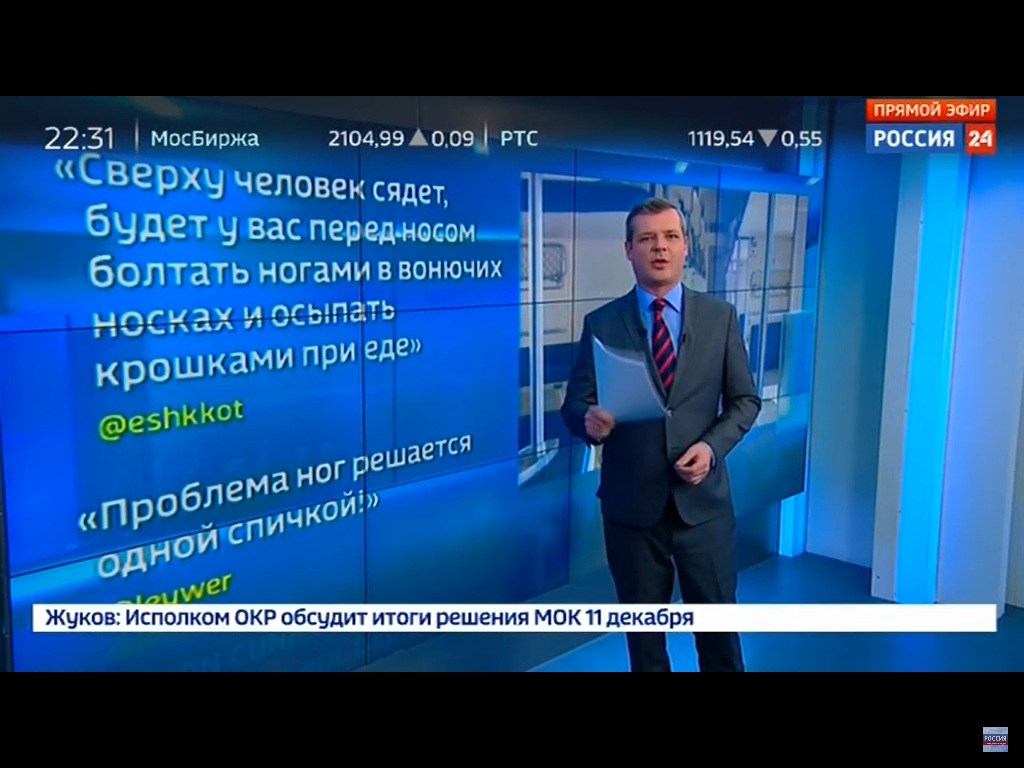 ПРЯМОЙ ЭФИР
22:31 МосБиржа 2104,99 ▲ 0,09 РТС 1119,54 ▼ 0,55 РОССИЯ 24
«Сверху человек сядет,
будет у вас перед носом
болтать ногами в вонючих
носках и осыпать
крошками при еде»
@eshkkot
«Проблема ног решается
одной спичкой!»
Жуков: Исполком ОКР обсудит итоги решения МОК 11 декабря
РОССИЯ